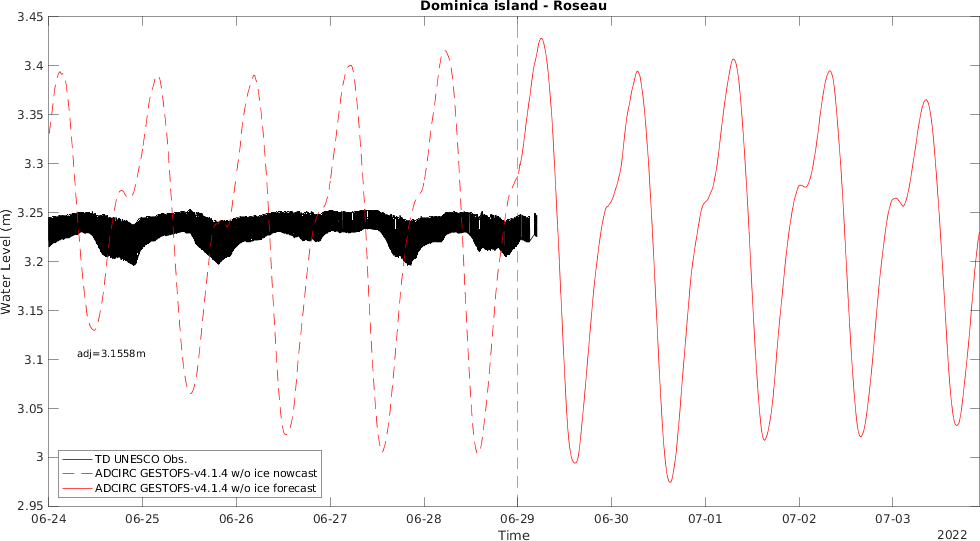 Dominica island - Roseau
3.45
3.4
3.35
3.3
3.25
3.2
3.15
3.1
3.05
3
2.95
Water Level (m)
adj=3.1558m
TD UNESCO Obs.
ADCIRC GESTOFS-v4.1.4 w/o ice nowcast
ADCIRC GESTOFS-v4.1.4 w/o ice forecast
06-24 06-25 06-26 06-27 06-28 06-29 06-30 07-01 07-02 07-03
Time
2022